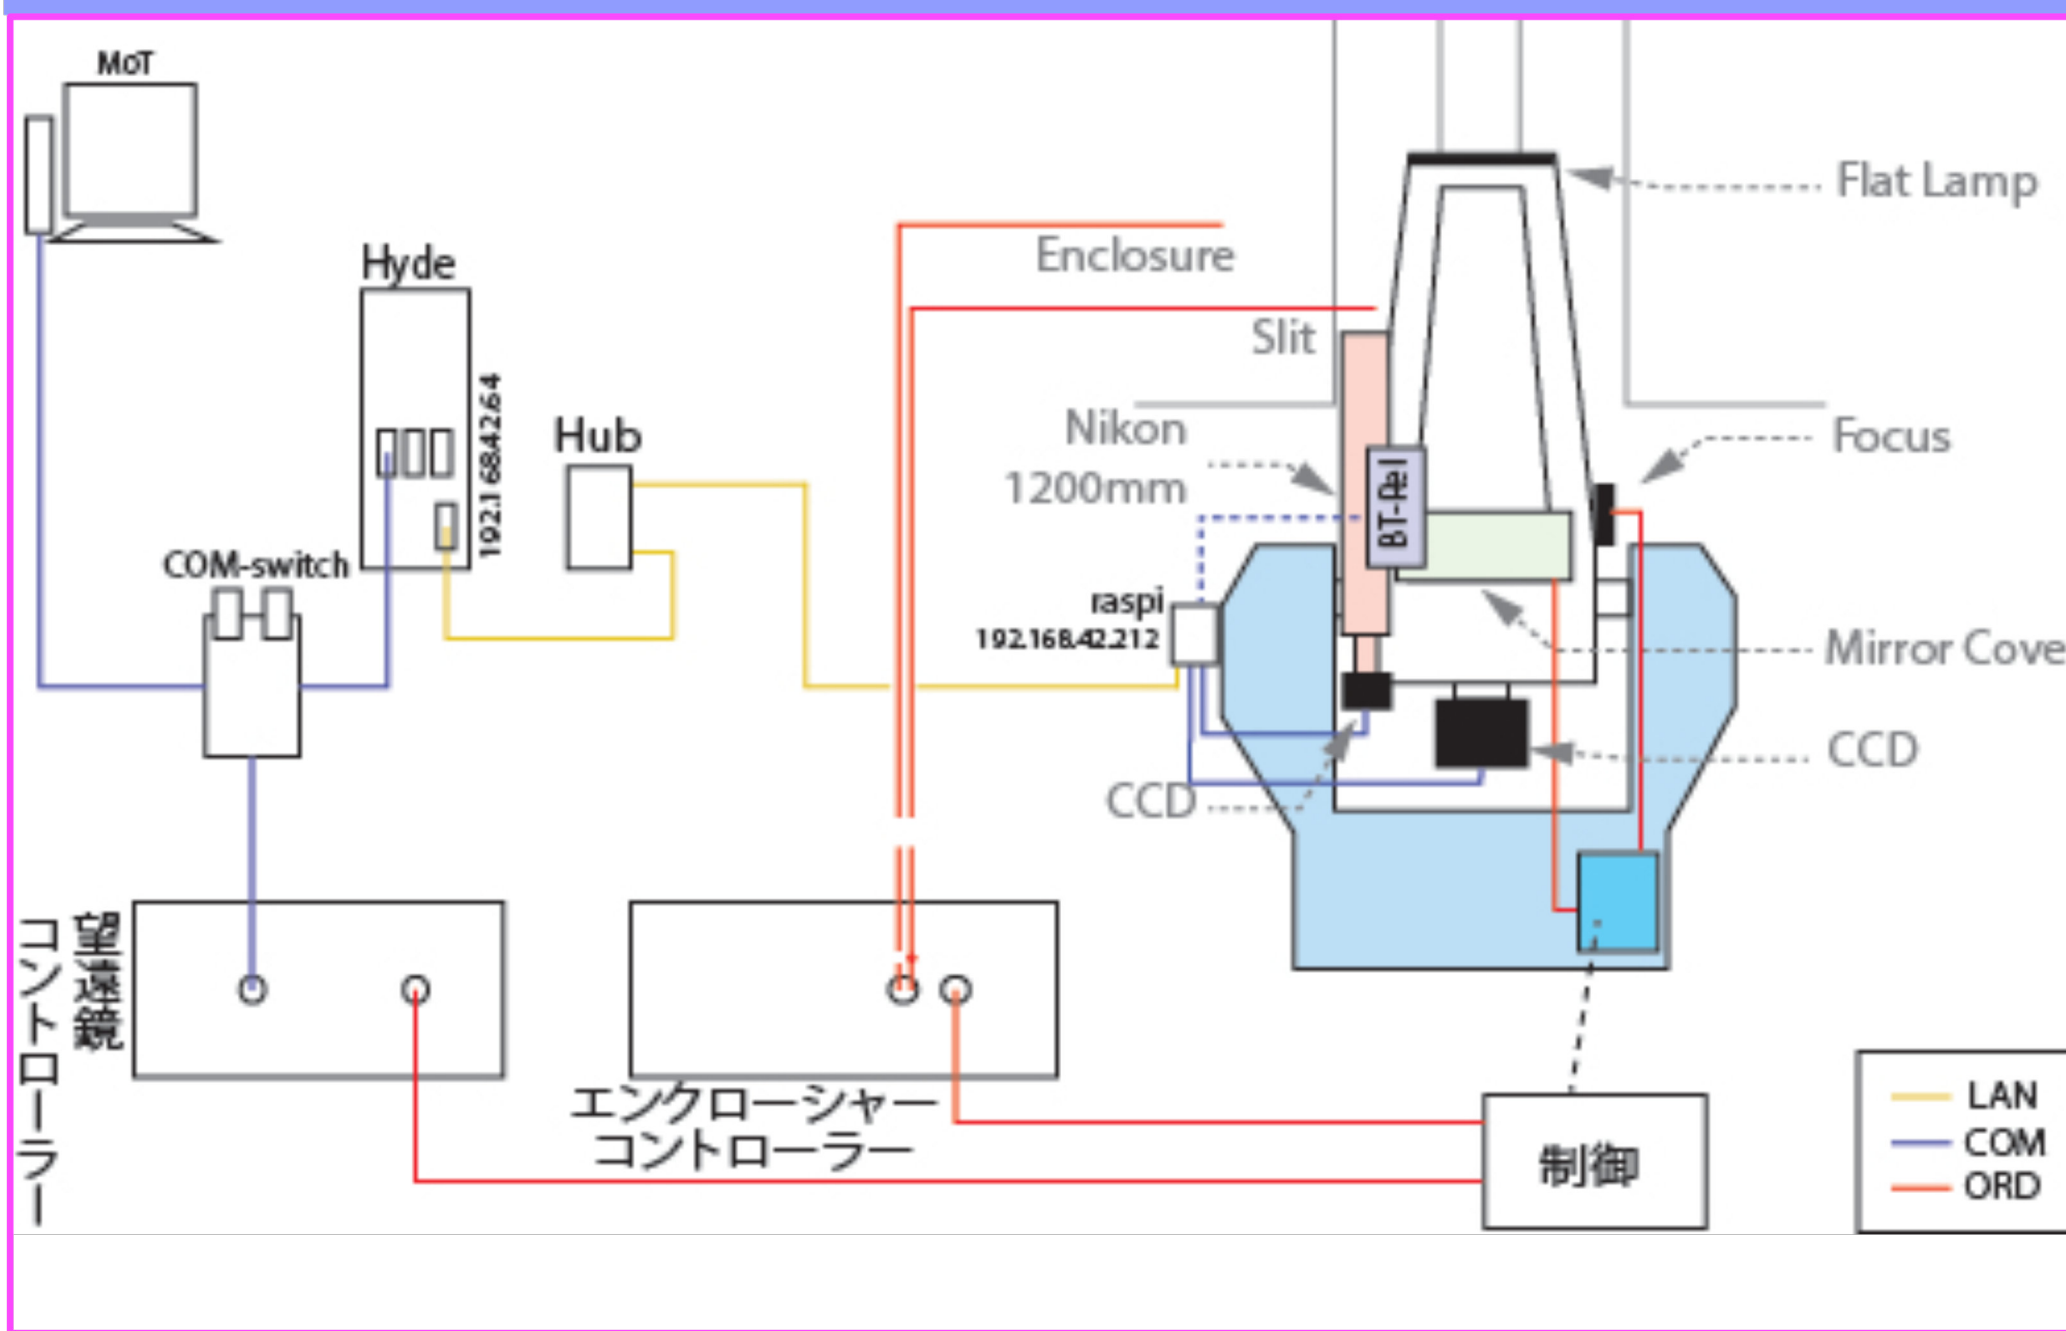 MoT
Flat Lamp
Enclosure
Hyde
Slit
192.168.42.64
Hub
Nikon
1200mm
Focus
BT-Rel
COM-switch
raspi
192.168.42.212
Mirror Cove
CCD
CCD
望遠鏡
コントローラー
エンクローシャー
コントローラー
制御
LAN
COM
ORD